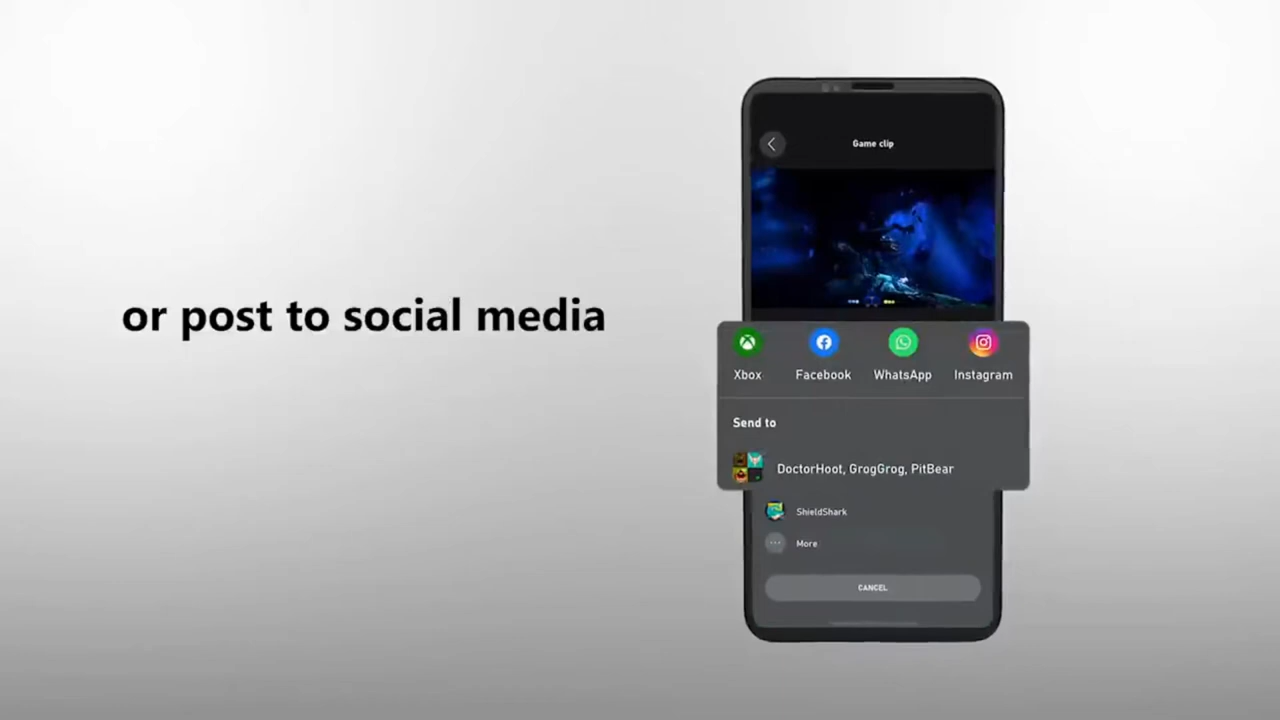 or post to social media
Game clip
Xbox Facebook WhatsApp Instagram
Send to
DoctorHoot, GrogGrog, PitBear
ShieldShark
More
CANCEL